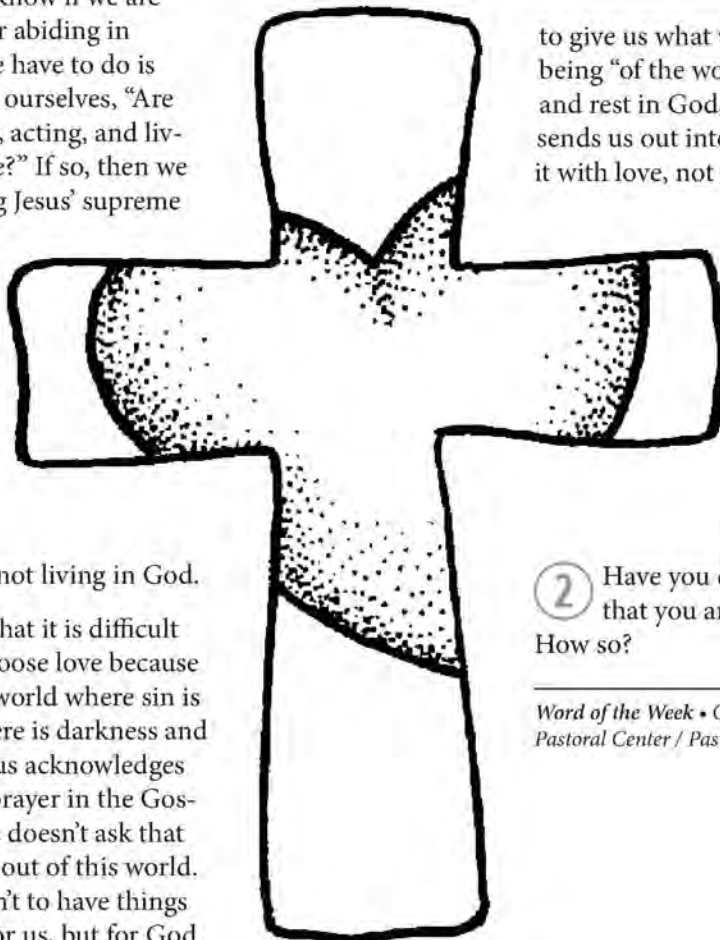 know if we are
r abiding in
e have to do is
ourselves, “Are
, acting, and liv-
e?” If so, then we
g Jesus’ supreme
not living in God.
hat it is difficult
oose love because
world where sin is
ere is darkness and
us acknowledges
prayer in the Gos-
e doesn’t ask that
out of this world.
n’t to have things
or us, but for God
to give us what
being “of the wo
and rest in God
sends us out into
it with love, not
2 Have you
that you ar
How so?
Word of the Week •
Pastoral Center / Pas